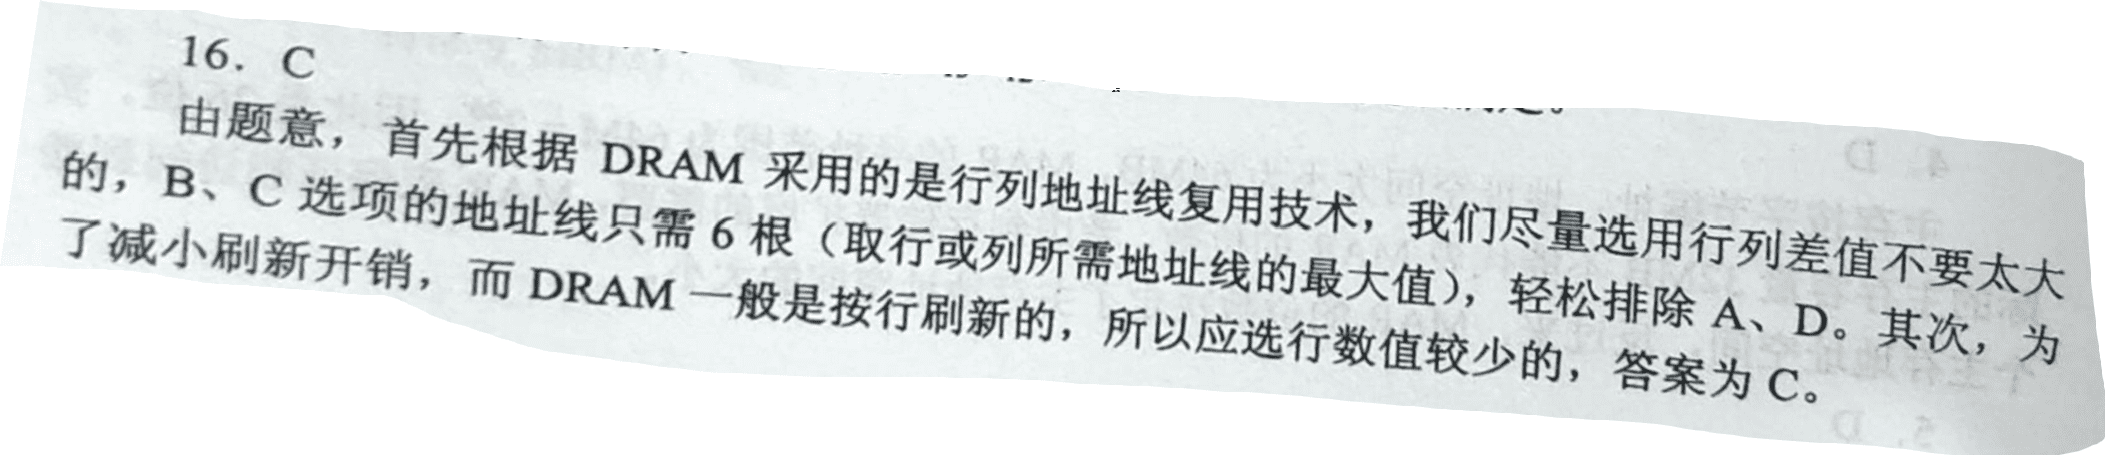 16. C
由题意，首先根据 DRAM 采用的是行列地址线复用技术，我们尽量选用行列差值不要太大
的，B、C 选项的地址线只需 6 根（取行或列所需地址线的最大值），轻松排除 A、D。其次，为
了减小刷新开销，而 DRAM 一般是按行刷新的，所以应选行数值较少的，答案为 C。